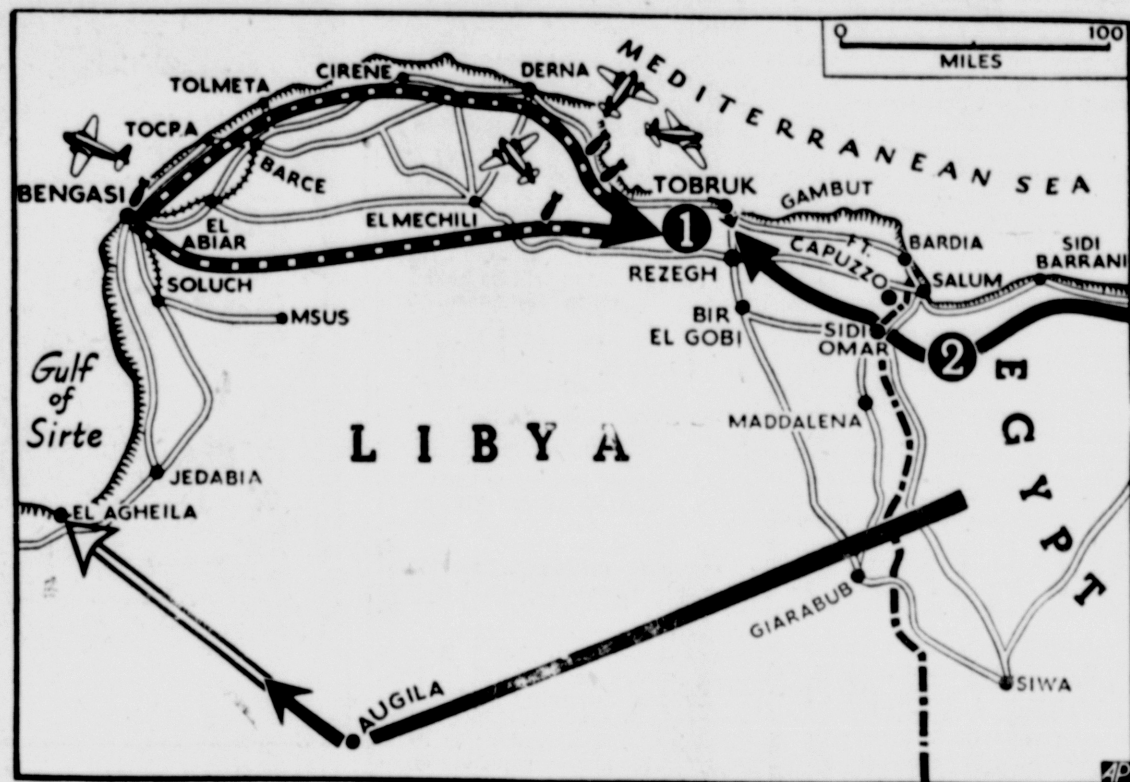 0 100
MILES
MEDITERRANEAN SEA
CIRENE
DERNA
TOLMETA
TOCPA
BARCE
BENGASI
EL
ABIAR
EL MECHILI
TOBRUK
GAMBUT
1
FT.
CAPUZZO
BARDIA
SIDI
BARRANI
SALUM
REZEGH
SOLUCH
MSUS
BIR
EL GOBI
SIDI
OMAR
2
EGYPT
Gulf
of
Sirte
LIBYA
MADDALENA
JEDABIA
EL AGHEILA
GIARABUB
SIWA
AUGILA
AP